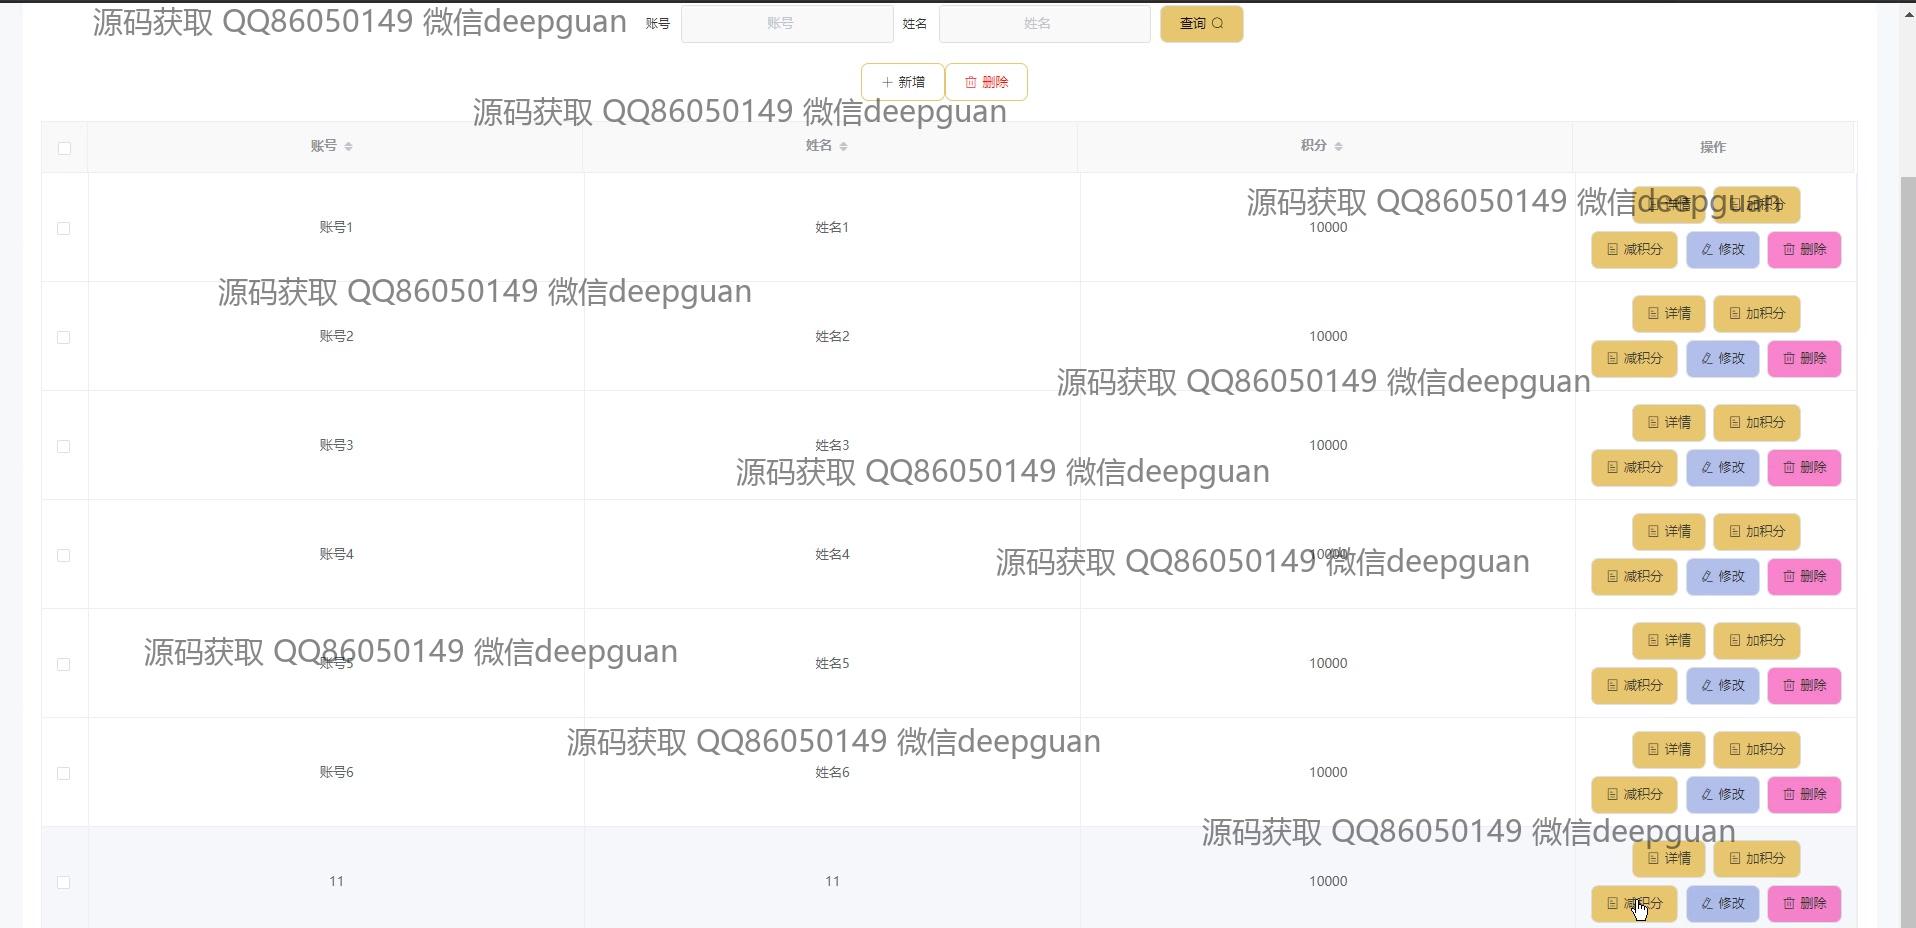 源码获取 QQ86050149 微信deepguan
账号 账号 姓名 姓名 查询
新增 删除
源码获取 QQ86050149 微信deepguan
账号 姓名 积分 操作
源码获取 QQ86050149 微信deepguan
详情 加积分
账号1 姓名1 10000
减积分 修改 删除
源码获取 QQ86050149 微信deepguan
详情 加积分
账号2 姓名2 10000
减积分 修改 删除
源码获取 QQ86050149 微信deepguan
详情 加积分
账号3 姓名3 10000
减积分 修改 删除
源码获取 QQ86050149 微信deepguan
详情 加积分
账号4 姓名4 10000
源码获取 QQ86050149 微信deepguan
减积分 修改 删除
详情 加积分
源码获取 QQ86050149 微信deepguan
账号5 姓名5 10000
减积分 修改 删除
源码获取 QQ86050149 微信deepguan
详情 加积分
账号6 姓名6 10000
减积分 修改 删除
源码获取 QQ86050149 微信deepguan
详情 加积分
11 11 10000
减积分 修改 删除